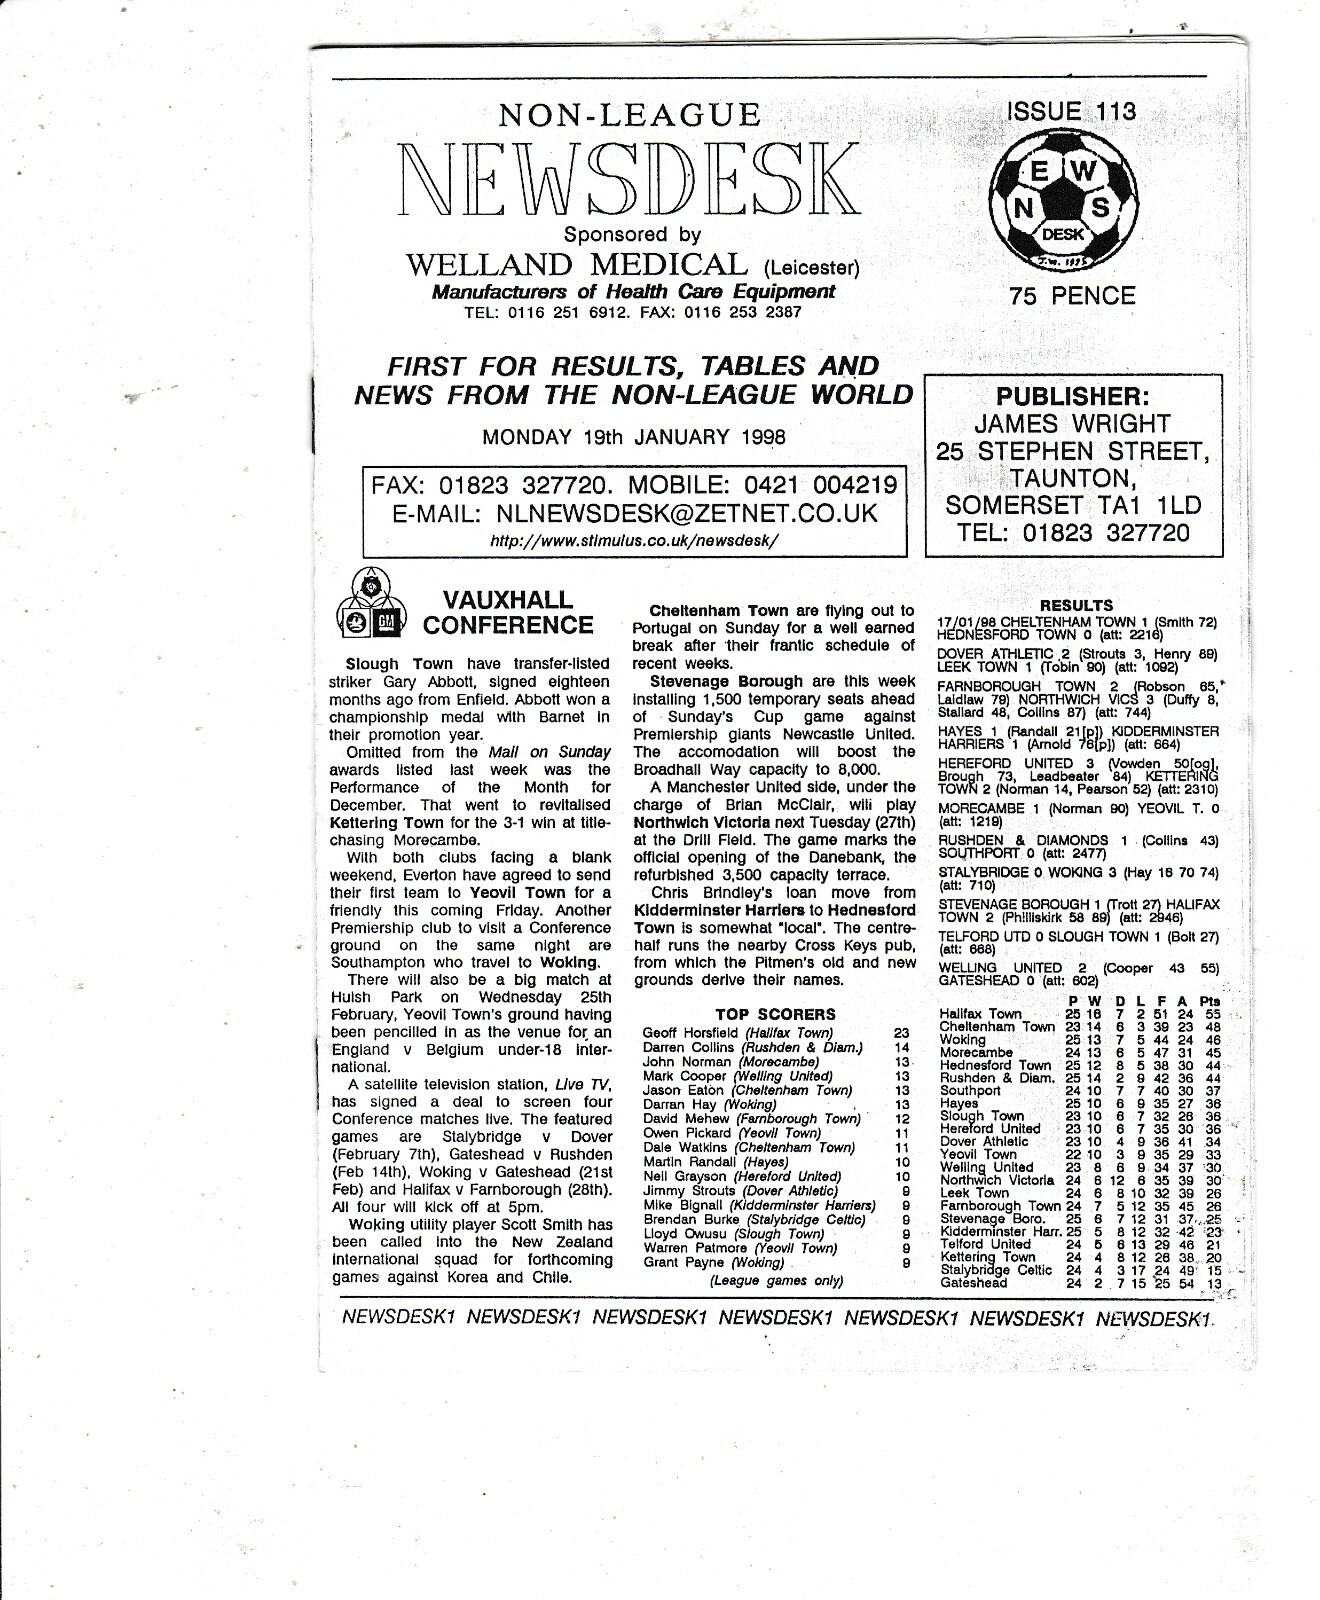 NON-LEAGUE
NEWSDESK
Sponsored by
WELLAND MEDICAL (Leicester)
Manufacturers of Health Care Equipment
TEL: 0116 251 6912. FAX: 0116 253 2387
ISSUE 113
E W
N S
DESK
J.W. 1995
75 PENCE
FIRST FOR RESULTS, TABLES AND
NEWS FROM THE NON-LEAGUE WORLD
MONDAY 19th JANUARY 1998
FAX: 01823 327720. MOBILE: 0421 004219
E-MAIL: NLNEWSDESK@ZETNET.CO.UK
http://www.stimulus.co.uk/newsdesk/
PUBLISHER:
JAMES WRIGHT
25 STEPHEN STREET,
TAUNTON,
SOMERSET TA1 1LD
TEL: 01823 327720
GM
VAUXHALL
CONFERENCE
Slough Town have transfer-listed
striker Gary Abbott, signed eighteen
months ago from Enfield. Abbott won a
championship medal with Barnet in
their promotion year.
Omitted from the Mail on Sunday
awards listed last week was the
Performance of the Month for
December. That went to revitalised
Kettering Town for the 3-1 win at title-
chasing Morecambe.
With both clubs facing a blank
weekend, Everton have agreed to send
their first team to Yeovil Town for a
friendly this coming Friday. Another
Premiership club to visit a Conference
ground on the same night are
Southampton who travel to Woking.
There will also be a big match at
Huish Park on Wednesday 25th
February, Yeovil Town's ground having
been pencilled in as the venue for an
England v Belgium under-18 inter-
national.
A satellite television station, Live TV,
has signed a deal to screen four
Conference matches live. The featured
games are Stalybridge v Dover
(February 7th), Gateshead v Rushden
(Feb 14th), Woking v Gateshead (21st
Feb) and Halifax v Farnborough (28th).
All four will kick off at 5pm.
Woking utility player Scott Smith has
been called into the New Zealand
international squad for forthcoming
games against Korea and Chile.
Cheltenham Town are flying out to
Portugal on Sunday for a well earned
break after their frantic schedule of
recent weeks.
Stevenage Borough are this week
installing 1,500 temporary seats ahead
of Sunday's Cup game against
Premiership giants Newcastle United.
The accomodation will boost the
Broadhall Way capacity to 8,000.
A Manchester United side, under the
charge of Brian McClair, will play
Northwich Victoria next Tuesday (27th)
at the Drill Field. The game marks the
official opening of the Danebank, the
refurbished 3,500 capacity terrace.
Chris Brindley's loan move from
Kidderminster Harriers to Hednesford
Town is somewhat "local". The centre-
half runs the nearby Cross Keys pub,
from which the Pitmen's old and new
grounds derive their names.
TOP SCORERS
Geoff Horsfield (Halifax Town) 23
Darren Collins (Rushden & Diam.) 14
John Norman (Morecambe) 13
Mark Cooper (Welling United) 13
Jason Eaton (Cheltenham Town) 13
Darran Hay (Woking) 13
David Mehew (Farnborough Town) 12
Owen Pickard (Yeovil Town) 11
Dale Watkins (Cheltenham Town) 11
Martin Randall (Hayes) 10
Neil Grayson (Hereford United) 10
Jimmy Strouts (Dover Athletic) 9
Mike Bignall (Kidderminster Harriers) 9
Brendan Burke (Stalybridge Celtic) 9
Lloyd Owusu (Slough Town) 9
Warren Patmore (Yeovil Town) 9
Grant Payne (Woking) 9
(League games only)
RESULTS
17/01/98 CHELTENHAM TOWN 1 (Smith 72)
HEDNESFORD TOWN 0 (att: 2216)
DOVER ATHLETIC 2 (Strouts 3, Henry 89)
LEEK TOWN 1 (Tobin 90) (att: 1092)
FARNBOROUGH TOWN 2 (Robson 65,
Laidlaw 79) NORTHWICH VICS 3 (Duffy 8,
Stallard 48, Collins 87) (att: 744)
HAYES 1 (Randall 21[p]) KIDDERMINSTER
HARRIERS 1 (Arnold 76[p]) (att: 664)
HEREFORD UNITED 3 (Vowden 50[og],
Brough 73, Leadbeater 84) KETTERING
TOWN 2 (Norman 14, Pearson 52) (att: 2310)
MORECAMBE 1 (Norman 90) YEOVIL T. 0
(att: 1219)
RUSHDEN & DIAMONDS 1 (Collins 43)
SOUTHPORT 0 (att: 2477)
STALYBRIDGE 0 WOKING 3 (Hay 16 70 74)
(att: 710)
STEVENAGE BOROUGH 1 (Trott 27) HALIFAX
TOWN 2 (Philliskirk 58 89) (att: 2946)
TELFORD UTD 0 SLOUGH TOWN 1 (Bolt 27)
(att: 668)
WELLING UNITED 2 (Cooper 43 55)
GATESHEAD 0 (att: 602)
P W D L F A Pts
Halifax Town 25 16 7 2 51 24 55
Cheltenham Town 23 14 6 3 39 23 48
Woking 25 13 7 5 44 24 46
Morecambe 24 13 6 5 47 31 45
Hednesford Town 25 12 8 5 38 30 44
Rushden & Diam. 25 14 2 9 42 36 44
Southport 24 10 7 7 40 30 37
Hayes 25 10 6 9 35 27 36
Slough Town 23 10 6 7 32 26 36
Hereford United 23 10 6 7 35 30 36
Dover Athletic 23 10 4 9 36 41 34
Yeovil Town 22 10 3 9 35 29 33
Welling United 23 8 6 9 34 37 30
Northwich Victoria 24 6 12 6 35 39 30
Leek Town 24 6 8 10 32 39 26
Farnborough Town 24 7 5 12 35 45 26
Stevenage Boro. 25 6 7 12 31 37 25
Kidderminster Harr. 25 5 8 12 32 42 23
Telford United 24 5 6 13 29 46 21
Kettering Town 24 4 8 12 26 38 20
Stalybridge Celtic 24 4 3 17 24 49 15
Gateshead 24 2 7 15 25 54 13
NEWSDESK1 NEWSDESK1 NEWSDESK1 NEWSDESK1 NEWSDESK1 NEWSDESK1 NEWSDESK1